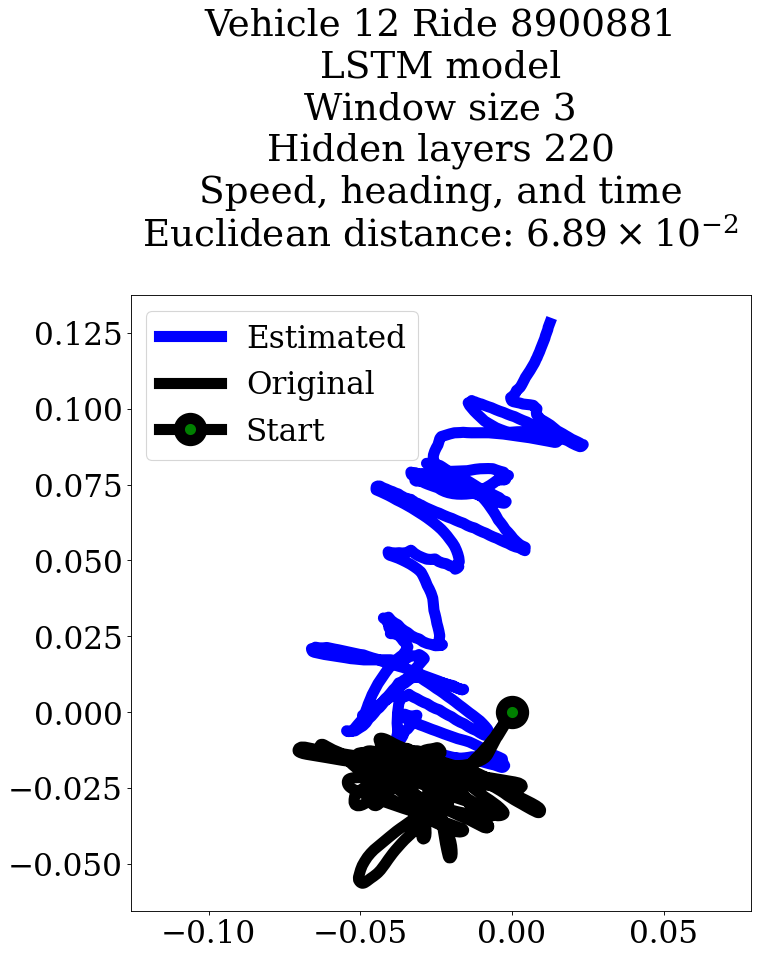 Vehicle 12 Ride 8900881
LSTM model
Window size 3
Hidden layers 220
Speed, heading, and time
Euclidean distance: 6.89 × 10⁻²
Estimated
Original
Start
0.125
0.100
0.075
0.050
0.025
0.000
−0.025
−0.050
−0.10
−0.05
0.00
0.05